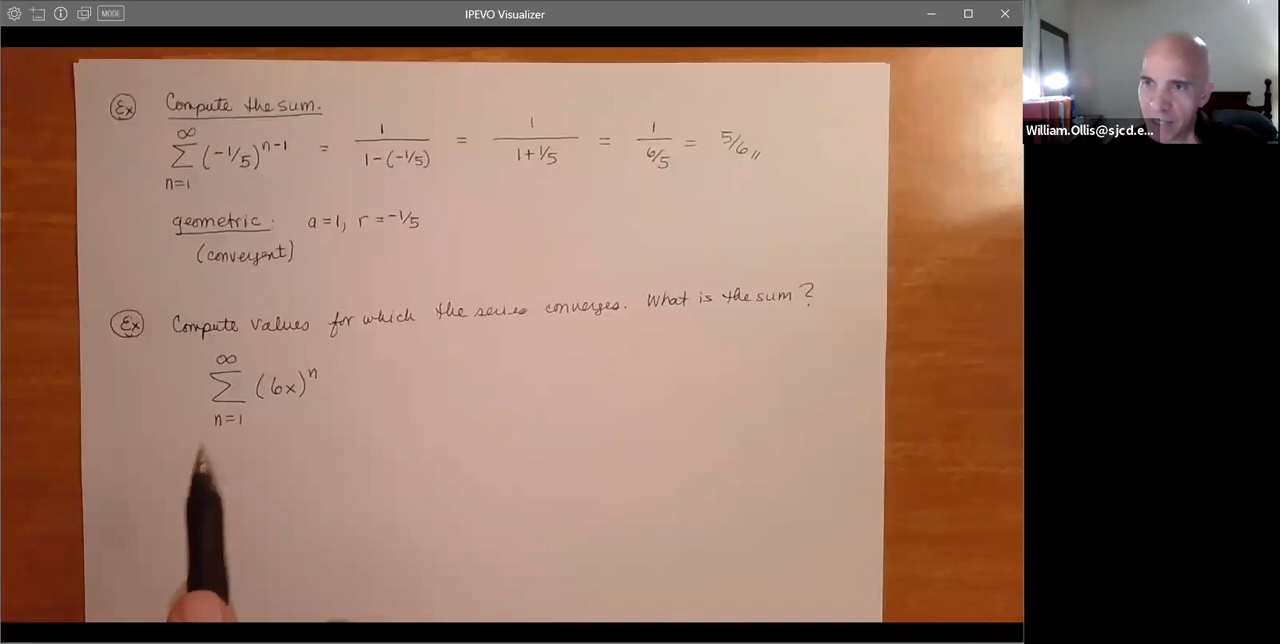 MODE
IPEVO Visualizer
William.Ollis@sjcd.e...
Ex Compute the sum.
∞
∑ (-1/5)^{n-1} = 1/(1-(-1/5)) = 1/(1+1/5) = 1/(6/5) = 5/6 //
n=1
geometric: a=1, r=-1/5
(convergent)
Ex Compute values for which the series converges. What is the sum?
∞
∑ (6x)^n
n=1